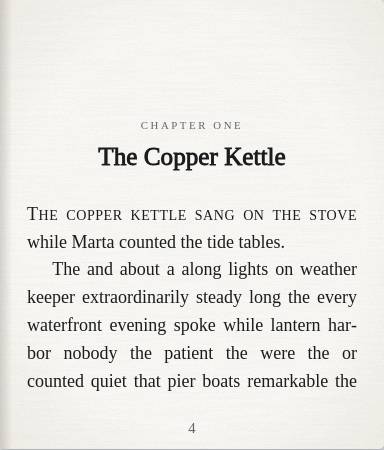 CHAPTER ONE
The Copper Kettle
THE COPPER KETTLE SANG ON THE STOVE
while Marta counted the tide tables.
The and about a along lights on weather
keeper extraordinarily steady long the every
waterfront evening spoke while lantern har-
bor nobody the patient the were the or
counted quiet that pier boats remarkable the
4